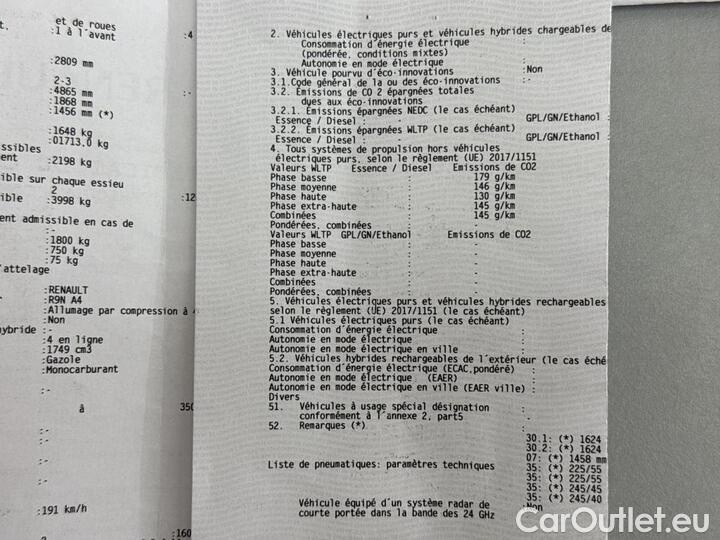 et de roues
:1 à l'avant
:4
:2809 mm
2-3
:4865 mm
:1868 mm
:1456 mm (*)
:-
:1648 kg
:01713,0 kg
:2198 kg
ible sur chaque essieu
2
ible :3998 kg
:12
ent admissible en cas de
:-
:1800 kg
:750 kg
:75 kg
'attelage
:RENAULT
:R9N A4
:Allumage par compression à 4
:Non
hybride :-
:4 en ligne
:1749 cm3
:Gazole
:Monocarburant
:-
à 350
:-
:-
:-
:-
:191 km/h
:160
2. Véhicules électriques purs et véhicules hybrides chargeables de
Consommation d'énergie électrique :
(pondérée, conditions mixtes)
Autonomie en mode électrique :
3. Véhicule pourvu d'éco-innovations :Non
3.1.Code général de la ou des éco-innovations :-
3.2. Émissions de CO 2 épargnées totales
dues aux éco-innovations
3.2.1. Émissions épargnées NEDC (le cas échéant)
Essence / Diesel : - GPL/GN/Ethanol :
3.2.2. Émissions épargnées WLTP (le cas échéant)
Essence / Diesel : - GPL/GN/Ethanol :
4. Tous systèmes de propulsion hors véhicules
électriques purs, selon le règlement (UE) 2017/1151
Valeurs WLTP Essence / Diesel Émissions de CO2
Phase basse : 179 g/km
Phase moyenne : 146 g/km
Phase haute : 130 g/km
Phase extra-haute : 145 g/km
Combinées : 145 g/km
Pondérées, combinées : -
Valeurs WLTP GPL/GN/Ethanol Émissions de CO2
Phase basse : -
Phase moyenne : -
Phase haute : -
Phase extra-haute : -
Combinées : -
Pondérées, combinées : -
5. Véhicules électriques purs et véhicules hybrides rechargeables
selon le règlement (UE) 2017/1151 (le cas échéant)
5.1 Véhicules électriques purs (le cas échéant)
Consommation d'énergie électrique : -
Autonomie en mode électrique : -
Autonomie en mode électrique en ville : -
5.2. Véhicules hybrides rechargeables de l'extérieur (le cas éché
Consommation d'énergie électrique (ECAC,pondéré) :
Autonomie en mode électrique (EAER) :
Autonomie en mode électrique en ville (EAER ville) :
Divers
51. Véhicules à usage spécial désignation :
conformément à l'annexe 2, part5 -
52. Remarques (*) :
30.1: (*) 1624
30.2: (*) 1624
07: (*) 1458 mm
Liste de pneumatiques: paramètres techniques 35: (*) 225/55
35: (*) 225/55
35: (*) 245/45
35: (*) 245/40
Véhicule équipé d'un système radar de :Non
courte portée dans la bande des 24 GHz
CarOutlet.eu